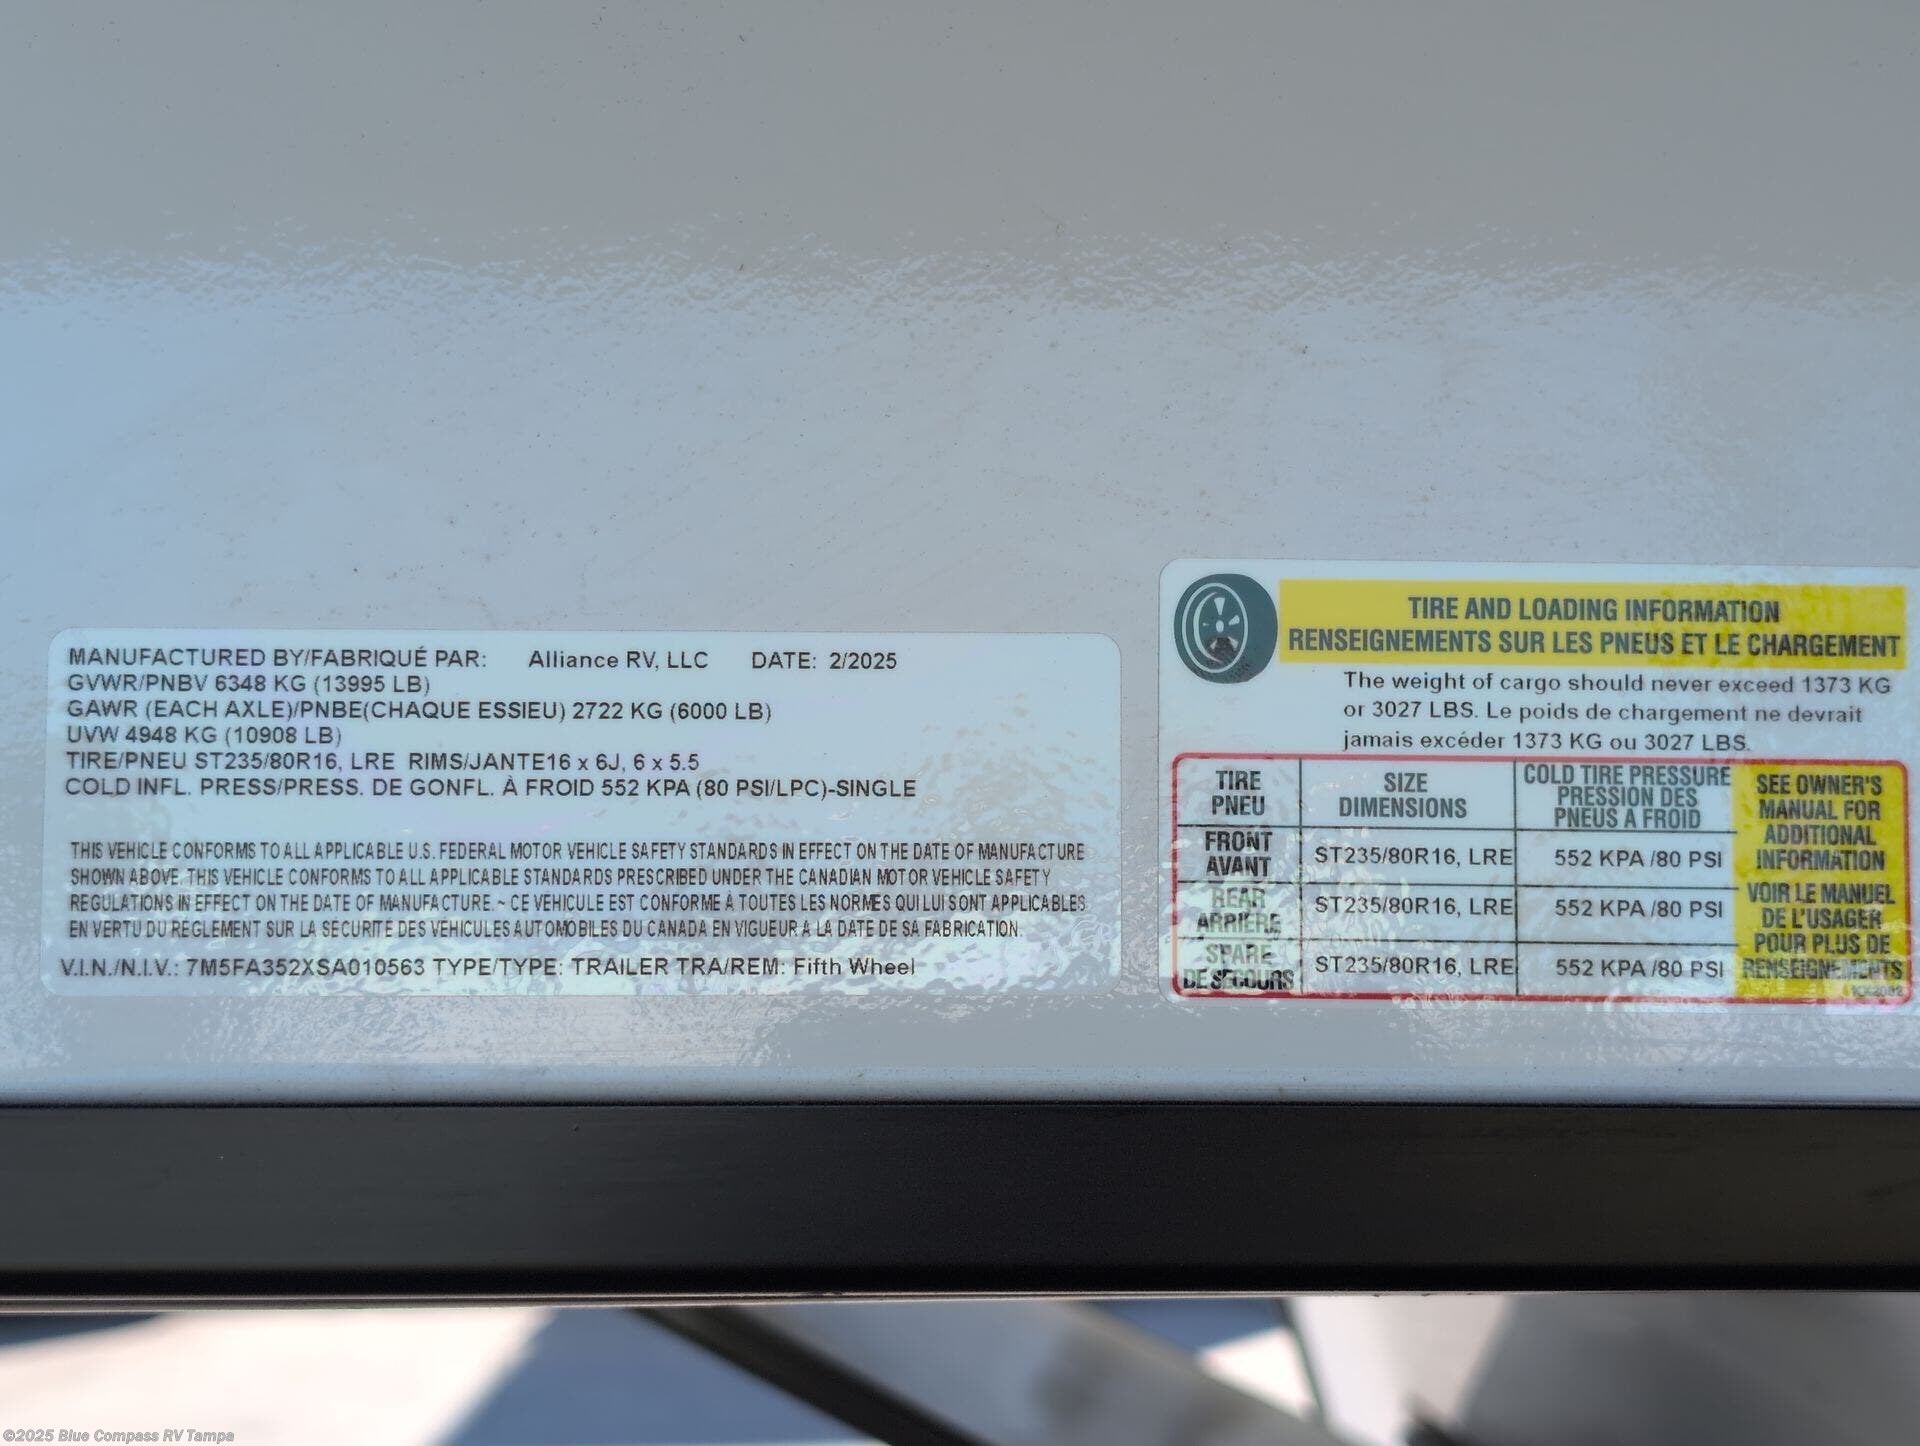 MANUFACTURED BY/FABRIQUÉ PAR: Alliance RV, LLC DATE: 2/2025
GVWR/PNBV 6348 KG (13995 LB)
GAWR (EACH AXLE)/PNBE(CHAQUE ESSIEU) 2722 KG (6000 LB)
UVW 4948 KG (10908 LB)
TIRE/PNEU ST235/80R16, LRE RIMS/JANTE16 x 6J, 6 x 5.5
COLD INFL. PRESS/PRESS. DE GONFL. À FROID 552 KPA (80 PSI/LPC)-SINGLE
THIS VEHICLE CONFORMS TO ALL APPLICABLE U.S. FEDERAL MOTOR VEHICLE SAFETY STANDARDS IN EFFECT ON THE DATE OF MANUFACTURE
SHOWN ABOVE. THIS VEHICLE CONFORMS TO ALL APPLICABLE STANDARDS PRESCRIBED UNDER THE CANADIAN MOTOR VEHICLE SAFETY
REGULATIONS IN EFFECT ON THE DATE OF MANUFACTURE. ~ CE VÉHICULE EST CONFORME À TOUTES LES NORMES QUI LUI SONT APPLICABLES
EN VERTU DU RÈGLEMENT SUR LA SÉCURITÉ DES VÉHICULES AUTOMOBILES DU CANADA EN VIGUEUR À LA DATE DE SA FABRICATION.
V.I.N./N.I.V.: 7M5FA352XSA010563 TYPE/TYPE: TRAILER TRA/REM: Fifth Wheel
TIRE AND LOADING INFORMATION
RENSEIGNEMENTS SUR LES PNEUS ET LE CHARGEMENT
The weight of cargo should never exceed 1373 KG
or 3027 LBS. Le poids de chargement ne devrait
jamais excéder 1373 KG ou 3027 LBS.
TIRE
PNEU
SIZE
DIMENSIONS
COLD TIRE PRESSURE
PRESSION DES
PNEUS A FROID
FRONT
AVANT
ST235/80R16, LRE
552 KPA /80 PSI
REAR
ARRIÈRE
ST235/80R16, LRE
552 KPA /80 PSI
SPARE
DE SECOURS
ST235/80R16, LRE
552 KPA /80 PSI
SEE OWNER'S
MANUAL FOR
ADDITIONAL
INFORMATION
VOIR LE MANUEL
DE L'USAGER
POUR PLUS DE
RENSEIGNEMENTS
©2025 Blue Compass RV Tampa